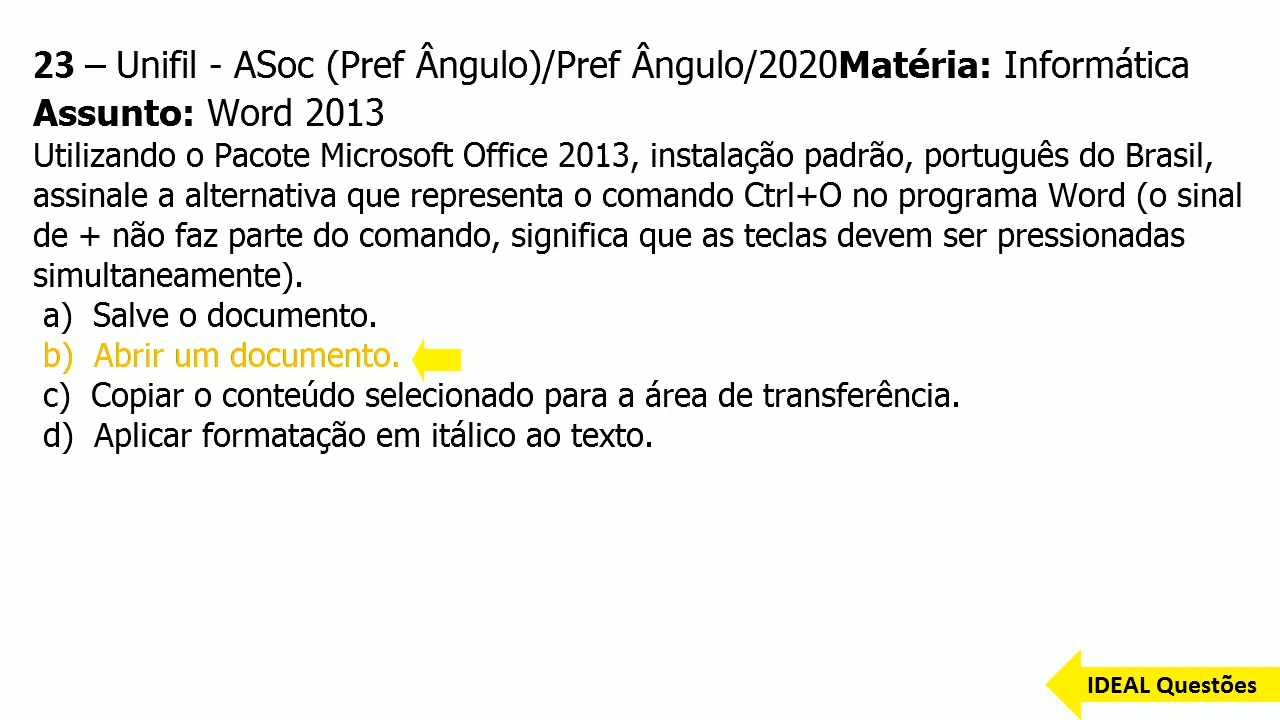 23 – Unifil - ASoc (Pref Ângulo)/Pref Ângulo/2020Matéria: Informática
Assunto: Word 2013
Utilizando o Pacote Microsoft Office 2013, instalação padrão, português do Brasil,
assinale a alternativa que representa o comando Ctrl+O no programa Word (o sinal
de + não faz parte do comando, significa que as teclas devem ser pressionadas
simultaneamente).
a) Salve o documento.
b) Abrir um documento.
c) Copiar o conteúdo selecionado para a área de transferência.
d) Aplicar formatação em itálico ao texto.
IDEAL Questões